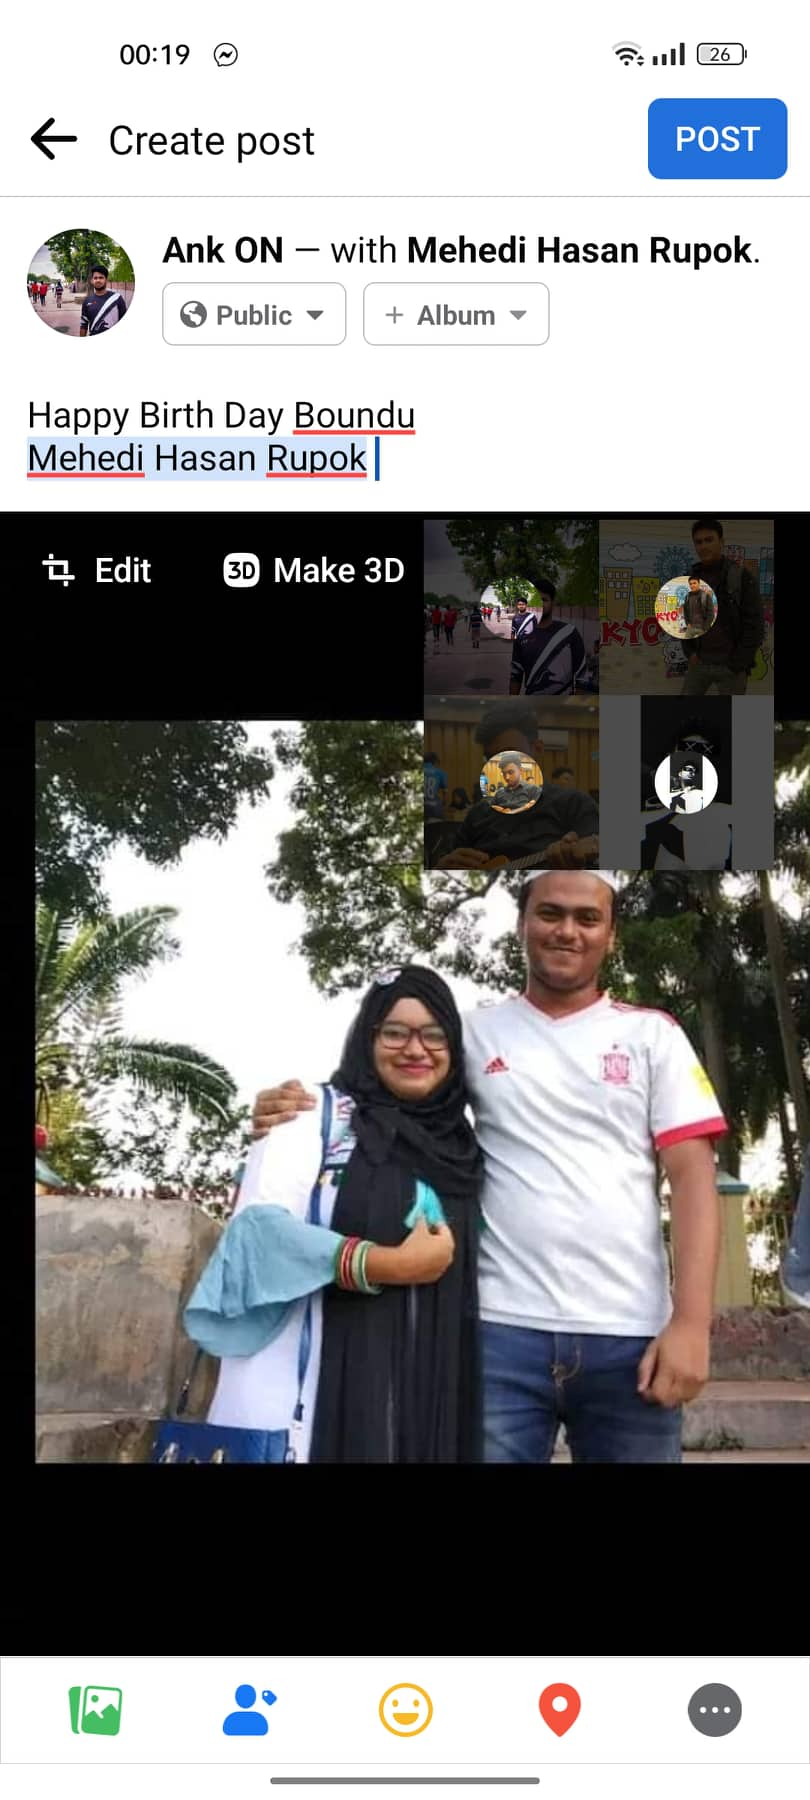 00:19
26
Create post
POST
Ank ON — with Mehedi Hasan Rupok.
Public
+ Album
Happy Birth Day Boundu
Mehedi Hasan Rupok
Edit
3D Make 3D
KYO
KYO